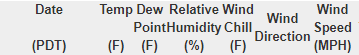 Date Temp Dew Relative Wind Wind Wind
Point Humidity Chill Direction Speed
(PDT) (F) (F) (%) (F) (MPH)